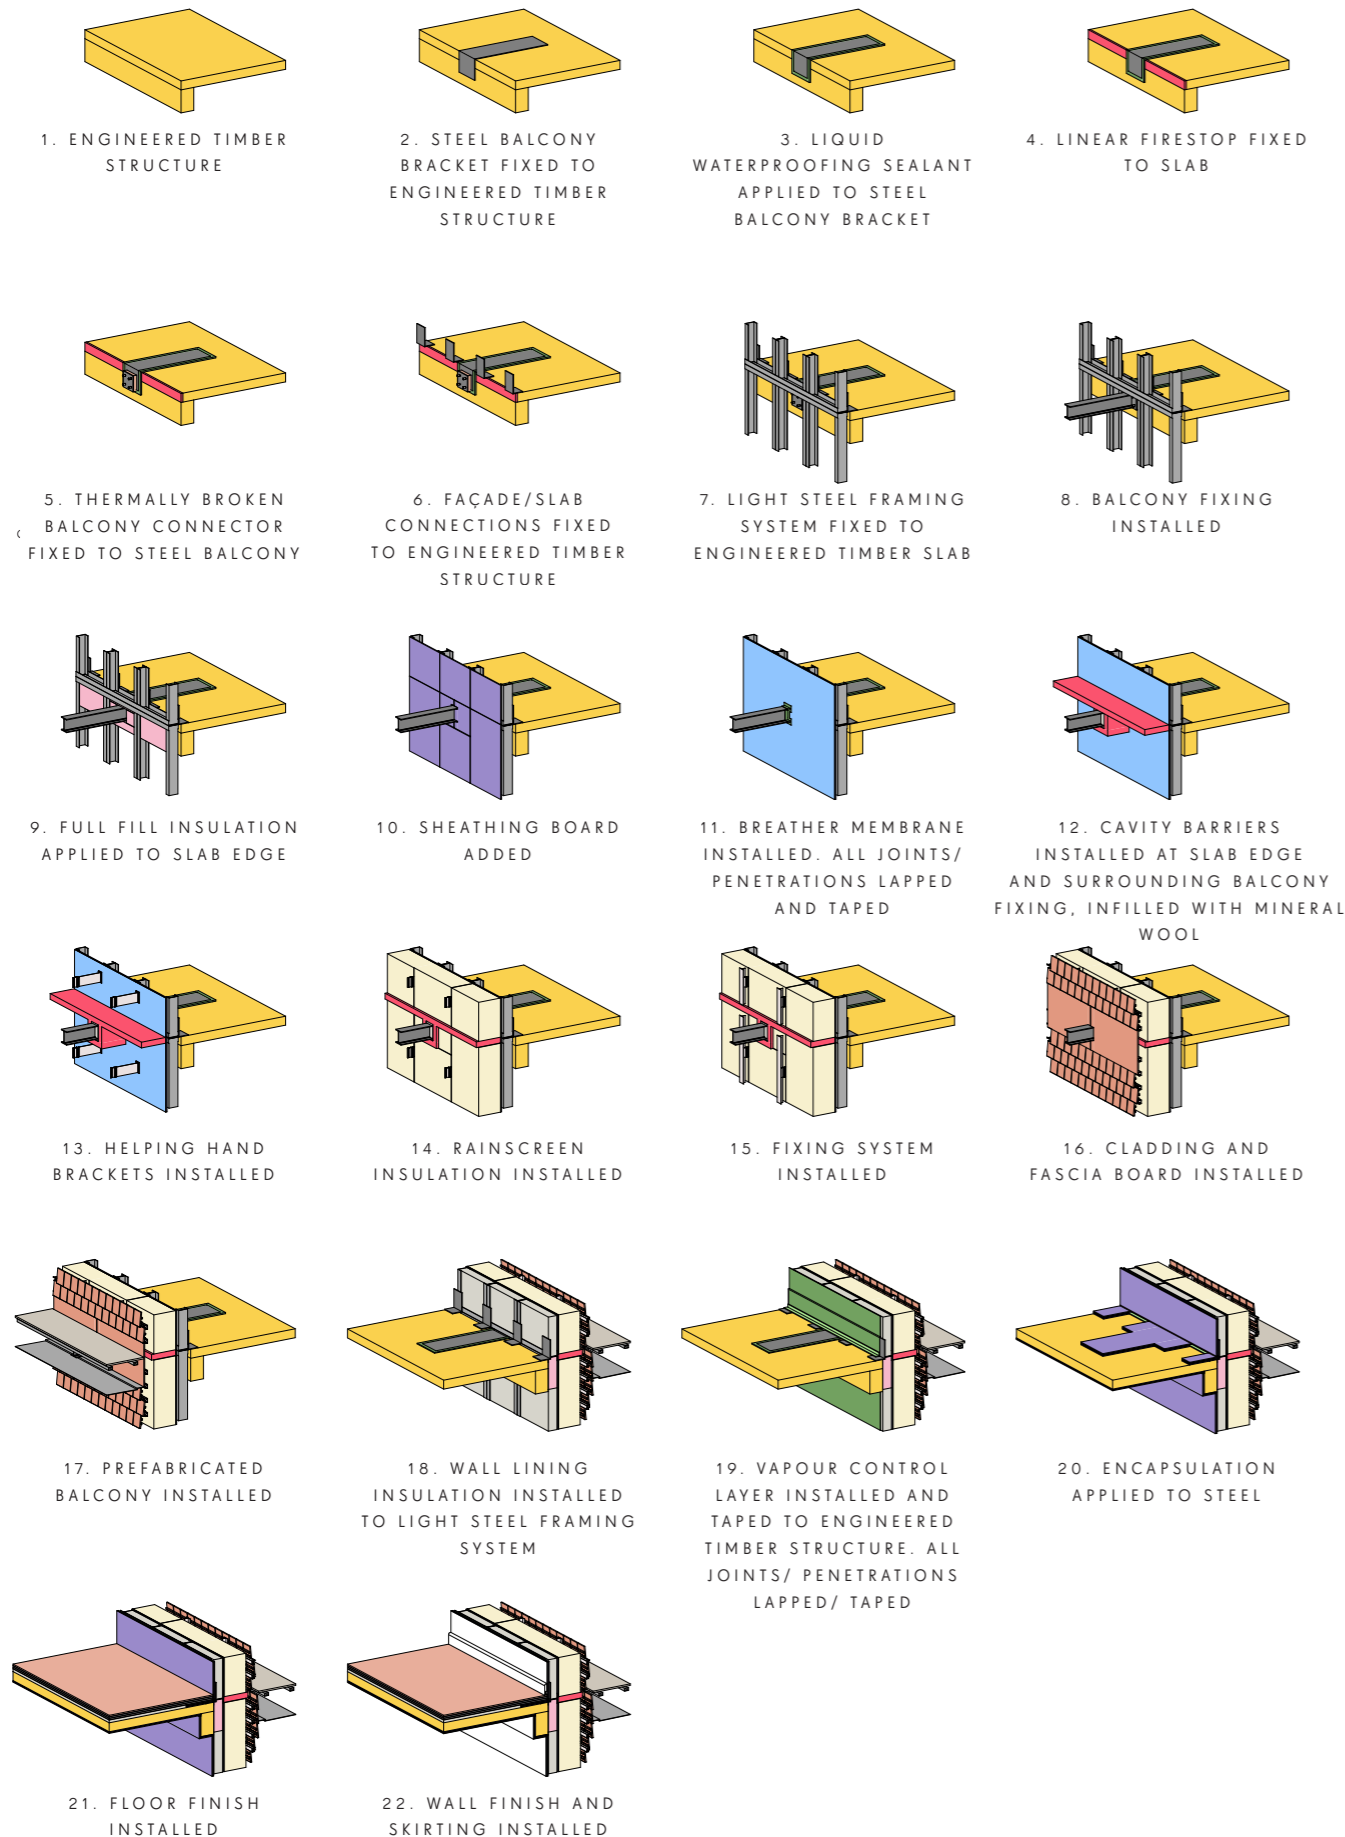 1. ENGINEERED TIMBER
STRUCTURE
2. STEEL BALCONY
BRACKET FIXED TO
ENGINEERED TIMBER
STRUCTURE
3. LIQUID
WATERPROOFING SEALANT
APPLIED TO STEEL
BALCONY BRACKET
4. LINEAR FIRESTOP FIXED
TO SLAB
5. THERMALLY BROKEN
BALCONY CONNECTOR
FIXED TO STEEL BALCONY
6. FAÇADE/SLAB
CONNECTIONS FIXED
TO ENGINEERED TIMBER
STRUCTURE
7. LIGHT STEEL FRAMING
SYSTEM FIXED TO
ENGINEERED TIMBER SLAB
8. BALCONY FIXING
INSTALLED
9. FULL FILL INSULATION
APPLIED TO SLAB EDGE
10. SHEATHING BOARD
ADDED
11. BREATHER MEMBRANE
INSTALLED. ALL JOINTS/
PENETRATIONS LAPPED
AND TAPED
12. CAVITY BARRIERS
INSTALLED AT SLAB EDGE
AND SURROUNDING BALCONY
FIXING, INFILLED WITH MINERAL
WOOL
13. HELPING HAND
BRACKETS INSTALLED
14. RAINSCREEN
INSULATION INSTALLED
15. FIXING SYSTEM
INSTALLED
16. CLADDING AND
FASCIA BOARD INSTALLED
17. PREFABRICATED
BALCONY INSTALLED
18. WALL LINING
INSULATION INSTALLED
TO LIGHT STEEL FRAMING
SYSTEM
19. VAPOUR CONTROL
LAYER INSTALLED AND
TAPED TO ENGINEERED
TIMBER STRUCTURE. ALL
JOINTS/ PENETRATIONS
LAPPED/ TAPED
20. ENCAPSULATION
APPLIED TO STEEL
21. FLOOR FINISH
INSTALLED
22. WALL FINISH AND
SKIRTING INSTALLED